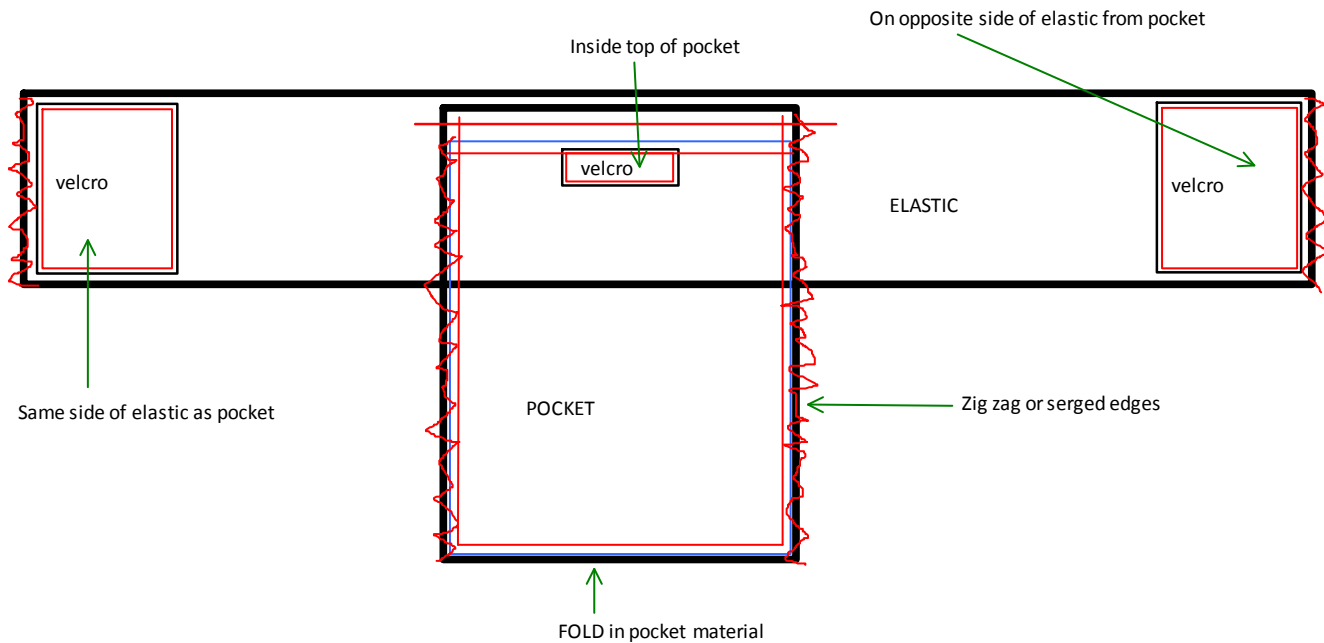 On opposite side of elastic from pocket
Inside top of pocket
velcro
velcro
velcro
ELASTIC
Same side of elastic as pocket
POCKET
Zig zag or serged edges
FOLD in pocket material